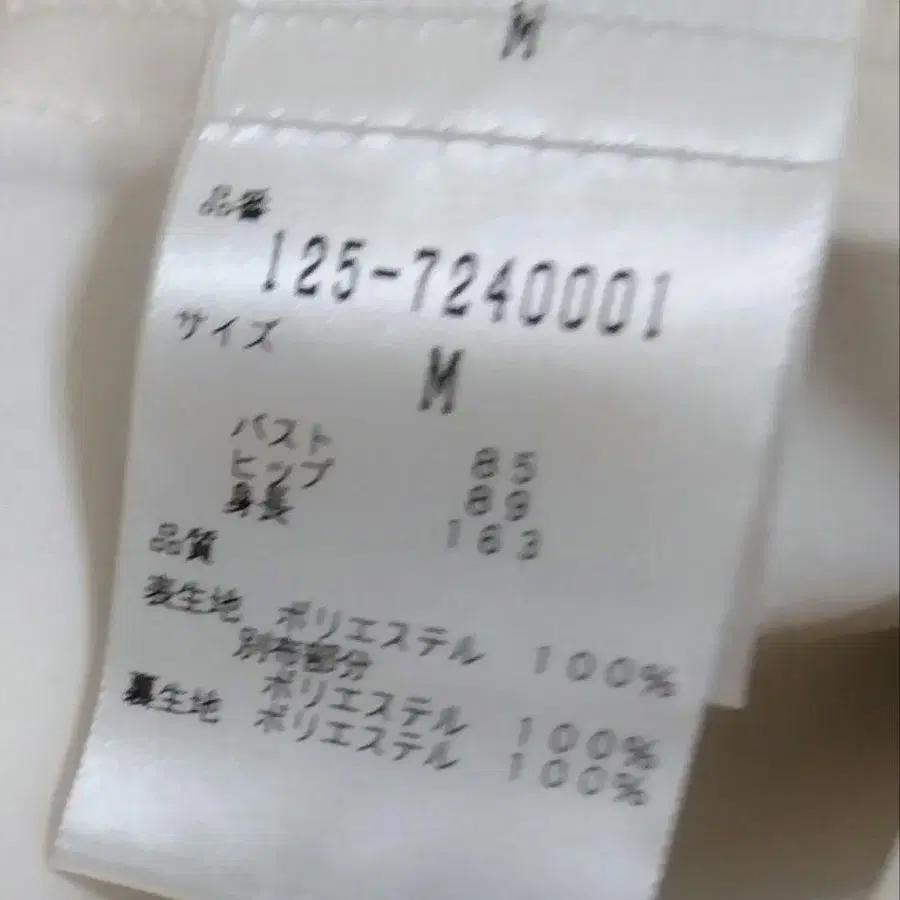 M
品番
125-7240001
サイズ
M
バスト 85
ヒップ 89
身長 163
品質
表生地 ポリエステル 100%
別布部分
ポリエステル 100%
裏生地 ポリエステル 100%